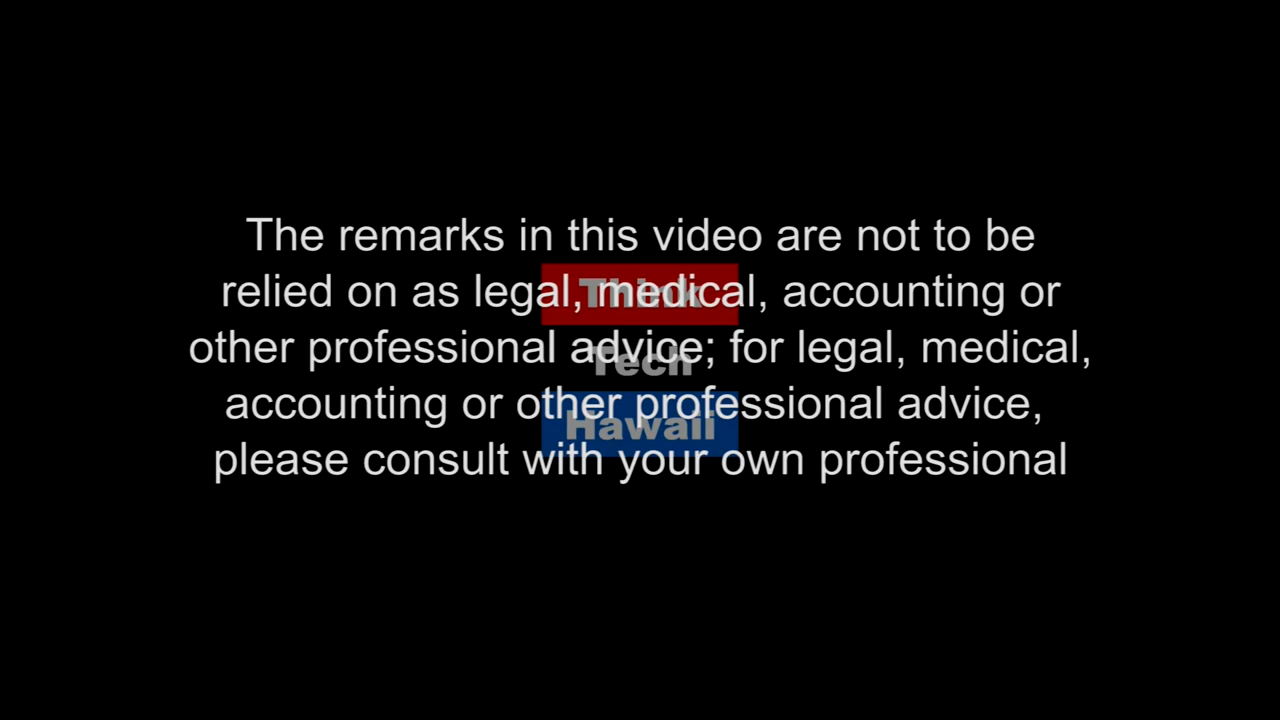 The remarks in this video are not to be
relied on as legal, medical, accounting or
other professional advice; for legal, medical,
accounting or other professional advice,
please consult with your own professional
Think
Tech
Hawaii